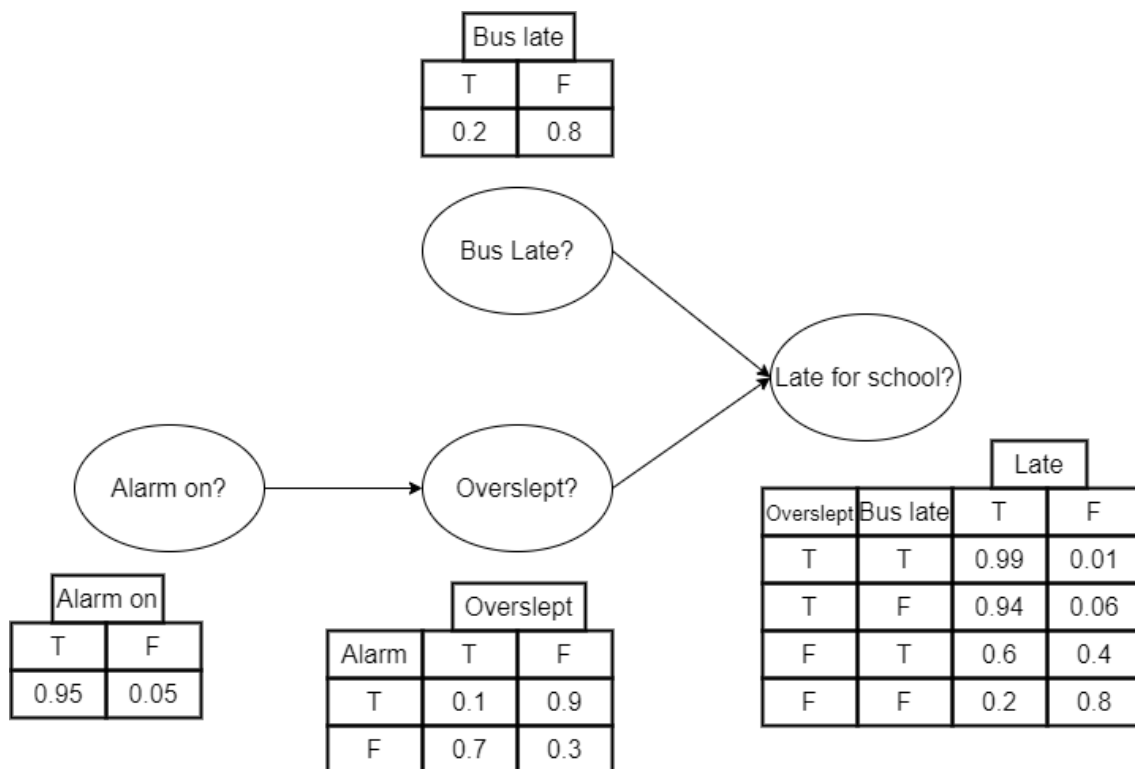 Bus late
T F
0.2 0.8
Bus Late?
Late for school?
Alarm on?
Overslept?
Late
Overslept Bus late T F
T T 0.99 0.01
T F 0.94 0.06
F T 0.6 0.4
F F 0.2 0.8
Alarm on
T F
0.95 0.05
Overslept
Alarm T F
T 0.1 0.9
F 0.7 0.3